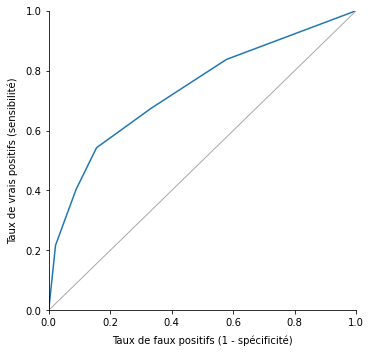 Taux de vrais positifs (sensibilité)
1.0
0.8
0.6
0.4
0.2
0.0
0.0 0.2 0.4 0.6 0.8 1.0
Taux de faux positifs (1 - spécificité)